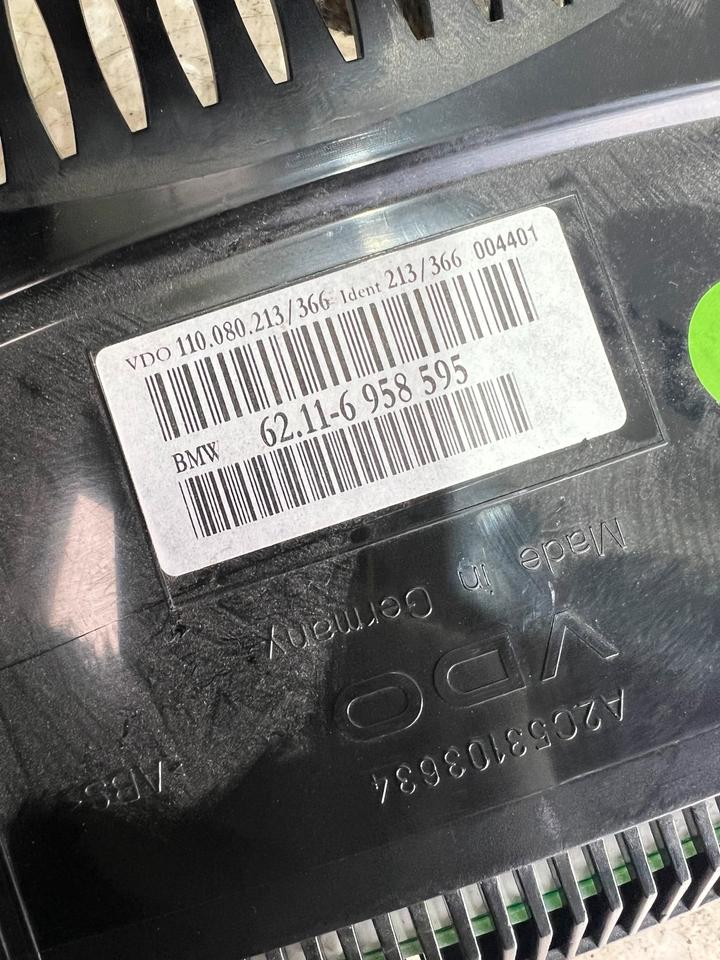 VDO 110.080.213/366 Ident 213/366 004401
BMW 62.11-6 958 595
Made in Germany
VDO
A2C53103634
>ABS<